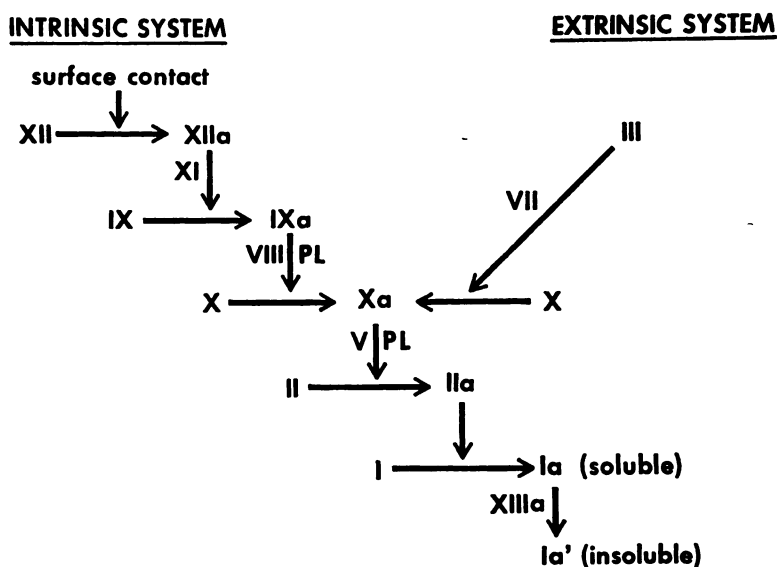 INTRINSIC SYSTEM EXTRINSIC SYSTEM
surface contact
XII XIIa III
XI
VII
IX IXa
VIII PL
X Xa X
V PL
II IIa
I Ia (soluble)
XIIIa
Ia' (insoluble)